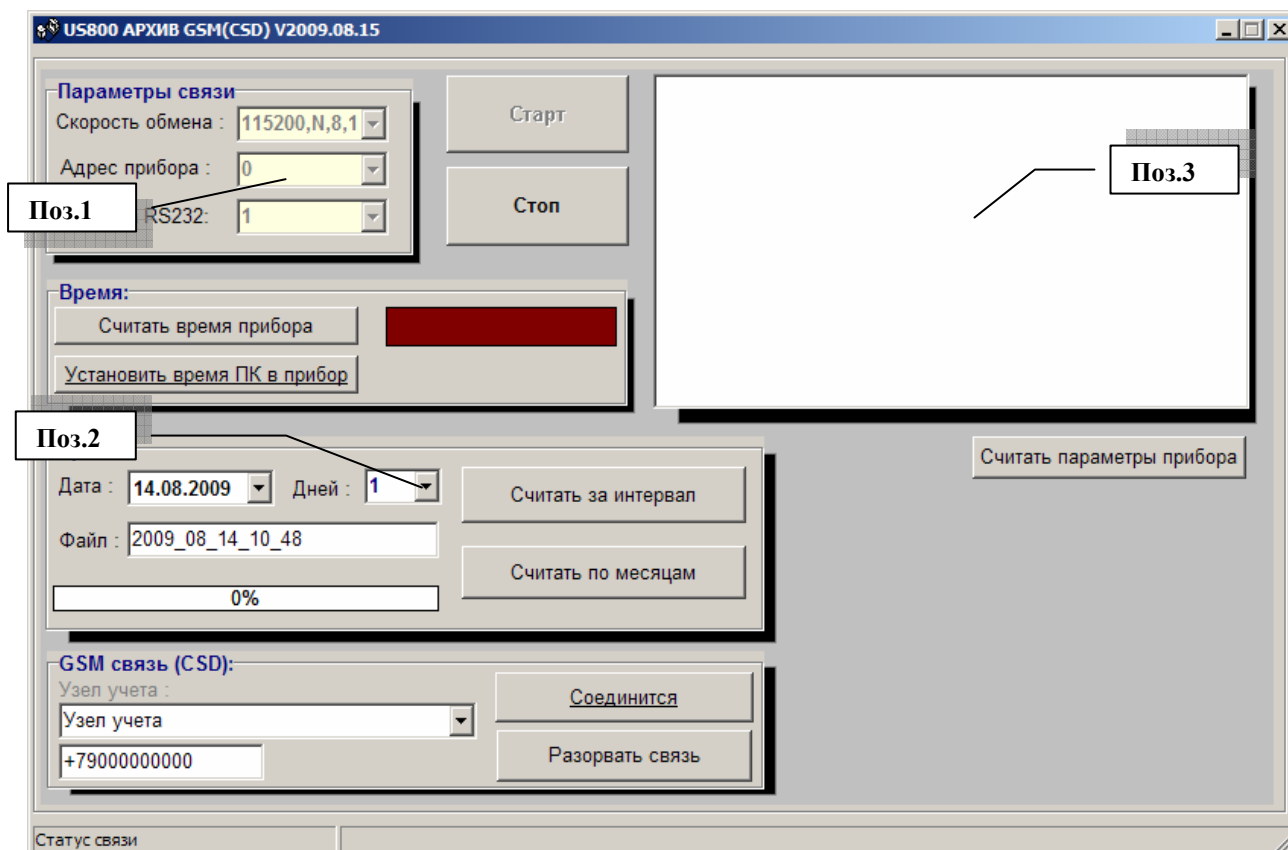 US800 АРХИВ GSM(CSD) V2009.08.15
Параметры связи
Скорость обмена : 115200,N,8,1
Адрес прибора : 0
RS232: 1
Поз.1
Старт
Стоп
Поз.3
Время:
Считать время прибора
Установить время ПК в прибор
Поз.2
Считать параметры прибора
Дата : 14.08.2009 Дней : 1
Считать за интервал
Файл : 2009_08_14_10_48
Считать по месяцам
0%
GSM связь (CSD):
Узел учета :
Узел учета
+79000000000
Соединится
Разорвать связь
Статус связи